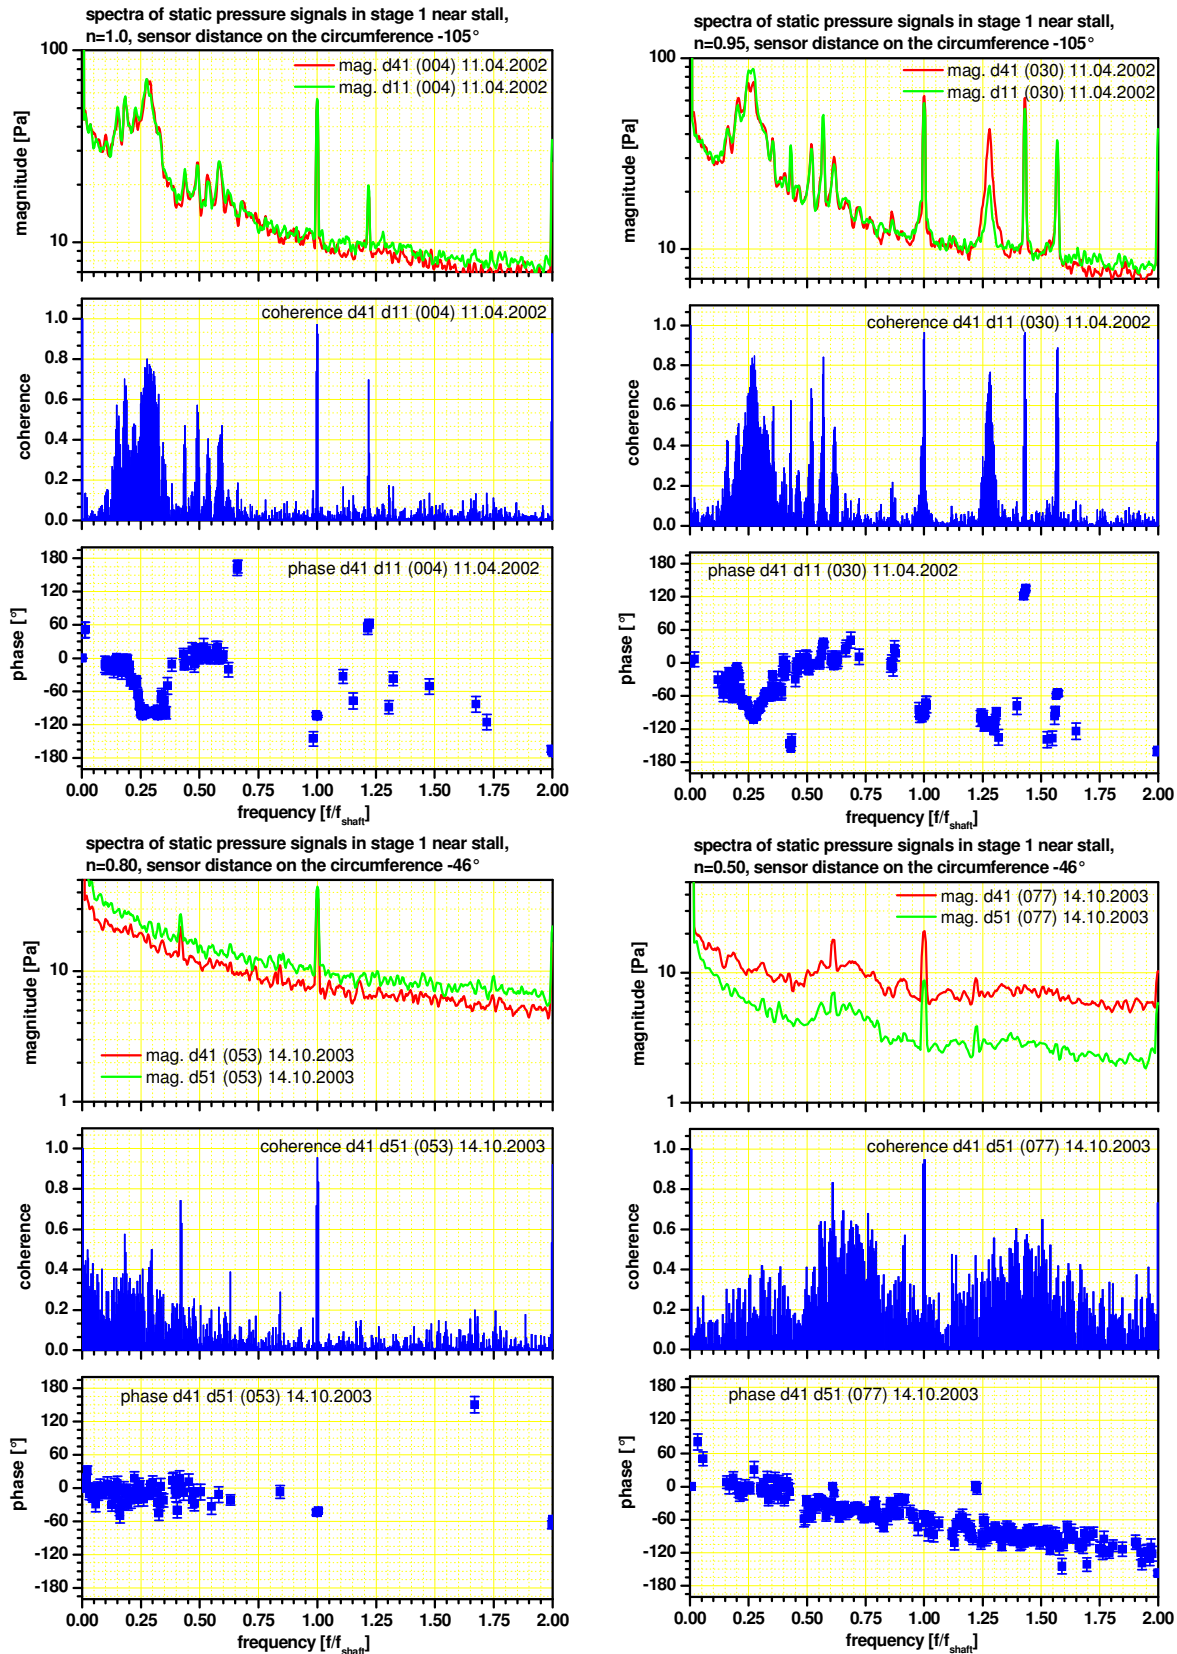 spectra of static pressure signals in stage 1 near stall,
n=1.0, sensor distance on the circumference -105°
100
10
magnitude [Pa]
mag. d41 (004) 11.04.2002
mag. d11 (004) 11.04.2002
coherence d41 d11 (004) 11.04.2002
1.0
0.8
0.6
0.4
0.2
0.0
coherence
phase d41 d11 (004) 11.04.2002
180
120
60
0
-60
-120
-180
phase [°]
0.00 0.25 0.50 0.75 1.00 1.25 1.50 1.75 2.00
frequency [f/fshaft]
spectra of static pressure signals in stage 1 near stall,
n=0.95, sensor distance on the circumference -105°
100
10
magnitude [Pa]
mag. d41 (030) 11.04.2002
mag. d11 (030) 11.04.2002
coherence d41 d11 (030) 11.04.2002
1.0
0.8
0.6
0.4
0.2
0.0
coherence
phase d41 d11 (030) 11.04.2002
180
120
60
0
-60
-120
-180
phase [°]
0.00 0.25 0.50 0.75 1.00 1.25 1.50 1.75 2.00
frequency [f/fshaft]
spectra of static pressure signals in stage 1 near stall,
n=0.80, sensor distance on the circumference -46°
10
1
magnitude [Pa]
mag. d41 (053) 14.10.2003
mag. d51 (053) 14.10.2003
coherence d41 d51 (053) 14.10.2003
1.0
0.8
0.6
0.4
0.2
0.0
coherence
phase d41 d51 (053) 14.10.2003
180
120
60
0
-60
-120
-180
phase [°]
0.00 0.25 0.50 0.75 1.00 1.25 1.50 1.75 2.00
frequency [f/fshaft]
spectra of static pressure signals in stage 1 near stall,
n=0.50, sensor distance on the circumference -46°
10
1
magnitude [Pa]
mag. d41 (077) 14.10.2003
mag. d51 (077) 14.10.2003
coherence d41 d51 (077) 14.10.2003
1.0
0.8
0.6
0.4
0.2
0.0
coherence
phase d41 d51 (077) 14.10.2003
180
120
60
0
-60
-120
-180
phase [°]
0.00 0.25 0.50 0.75 1.00 1.25 1.50 1.75 2.00
frequency [f/fshaft]